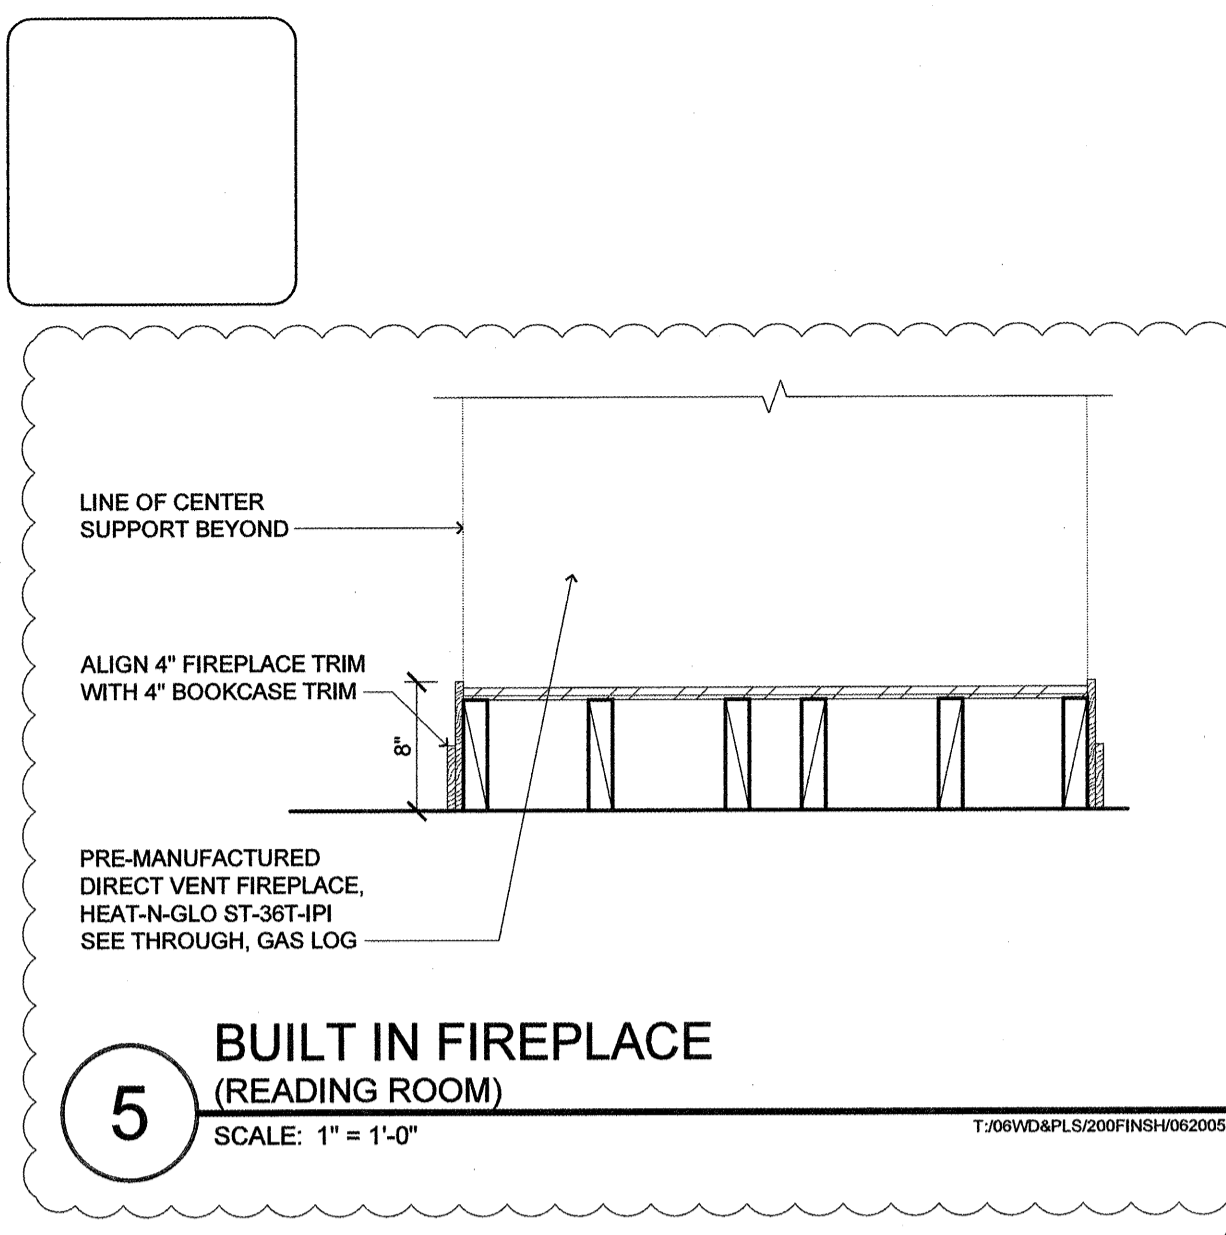 LINE OF CENTER
SUPPORT BEYOND
ALIGN 4" FIREPLACE TRIM
WITH 4" BOOKCASE TRIM
8"
PRE-MANUFACTURED
DIRECT VENT FIREPLACE,
HEAT-N-GLO ST-36T-IPI
SEE THROUGH, GAS LOG
5
BUILT IN FIREPLACE
(READING ROOM)
SCALE: 1" = 1'-0"
T:/06WD&PLS/200FINSH/062005